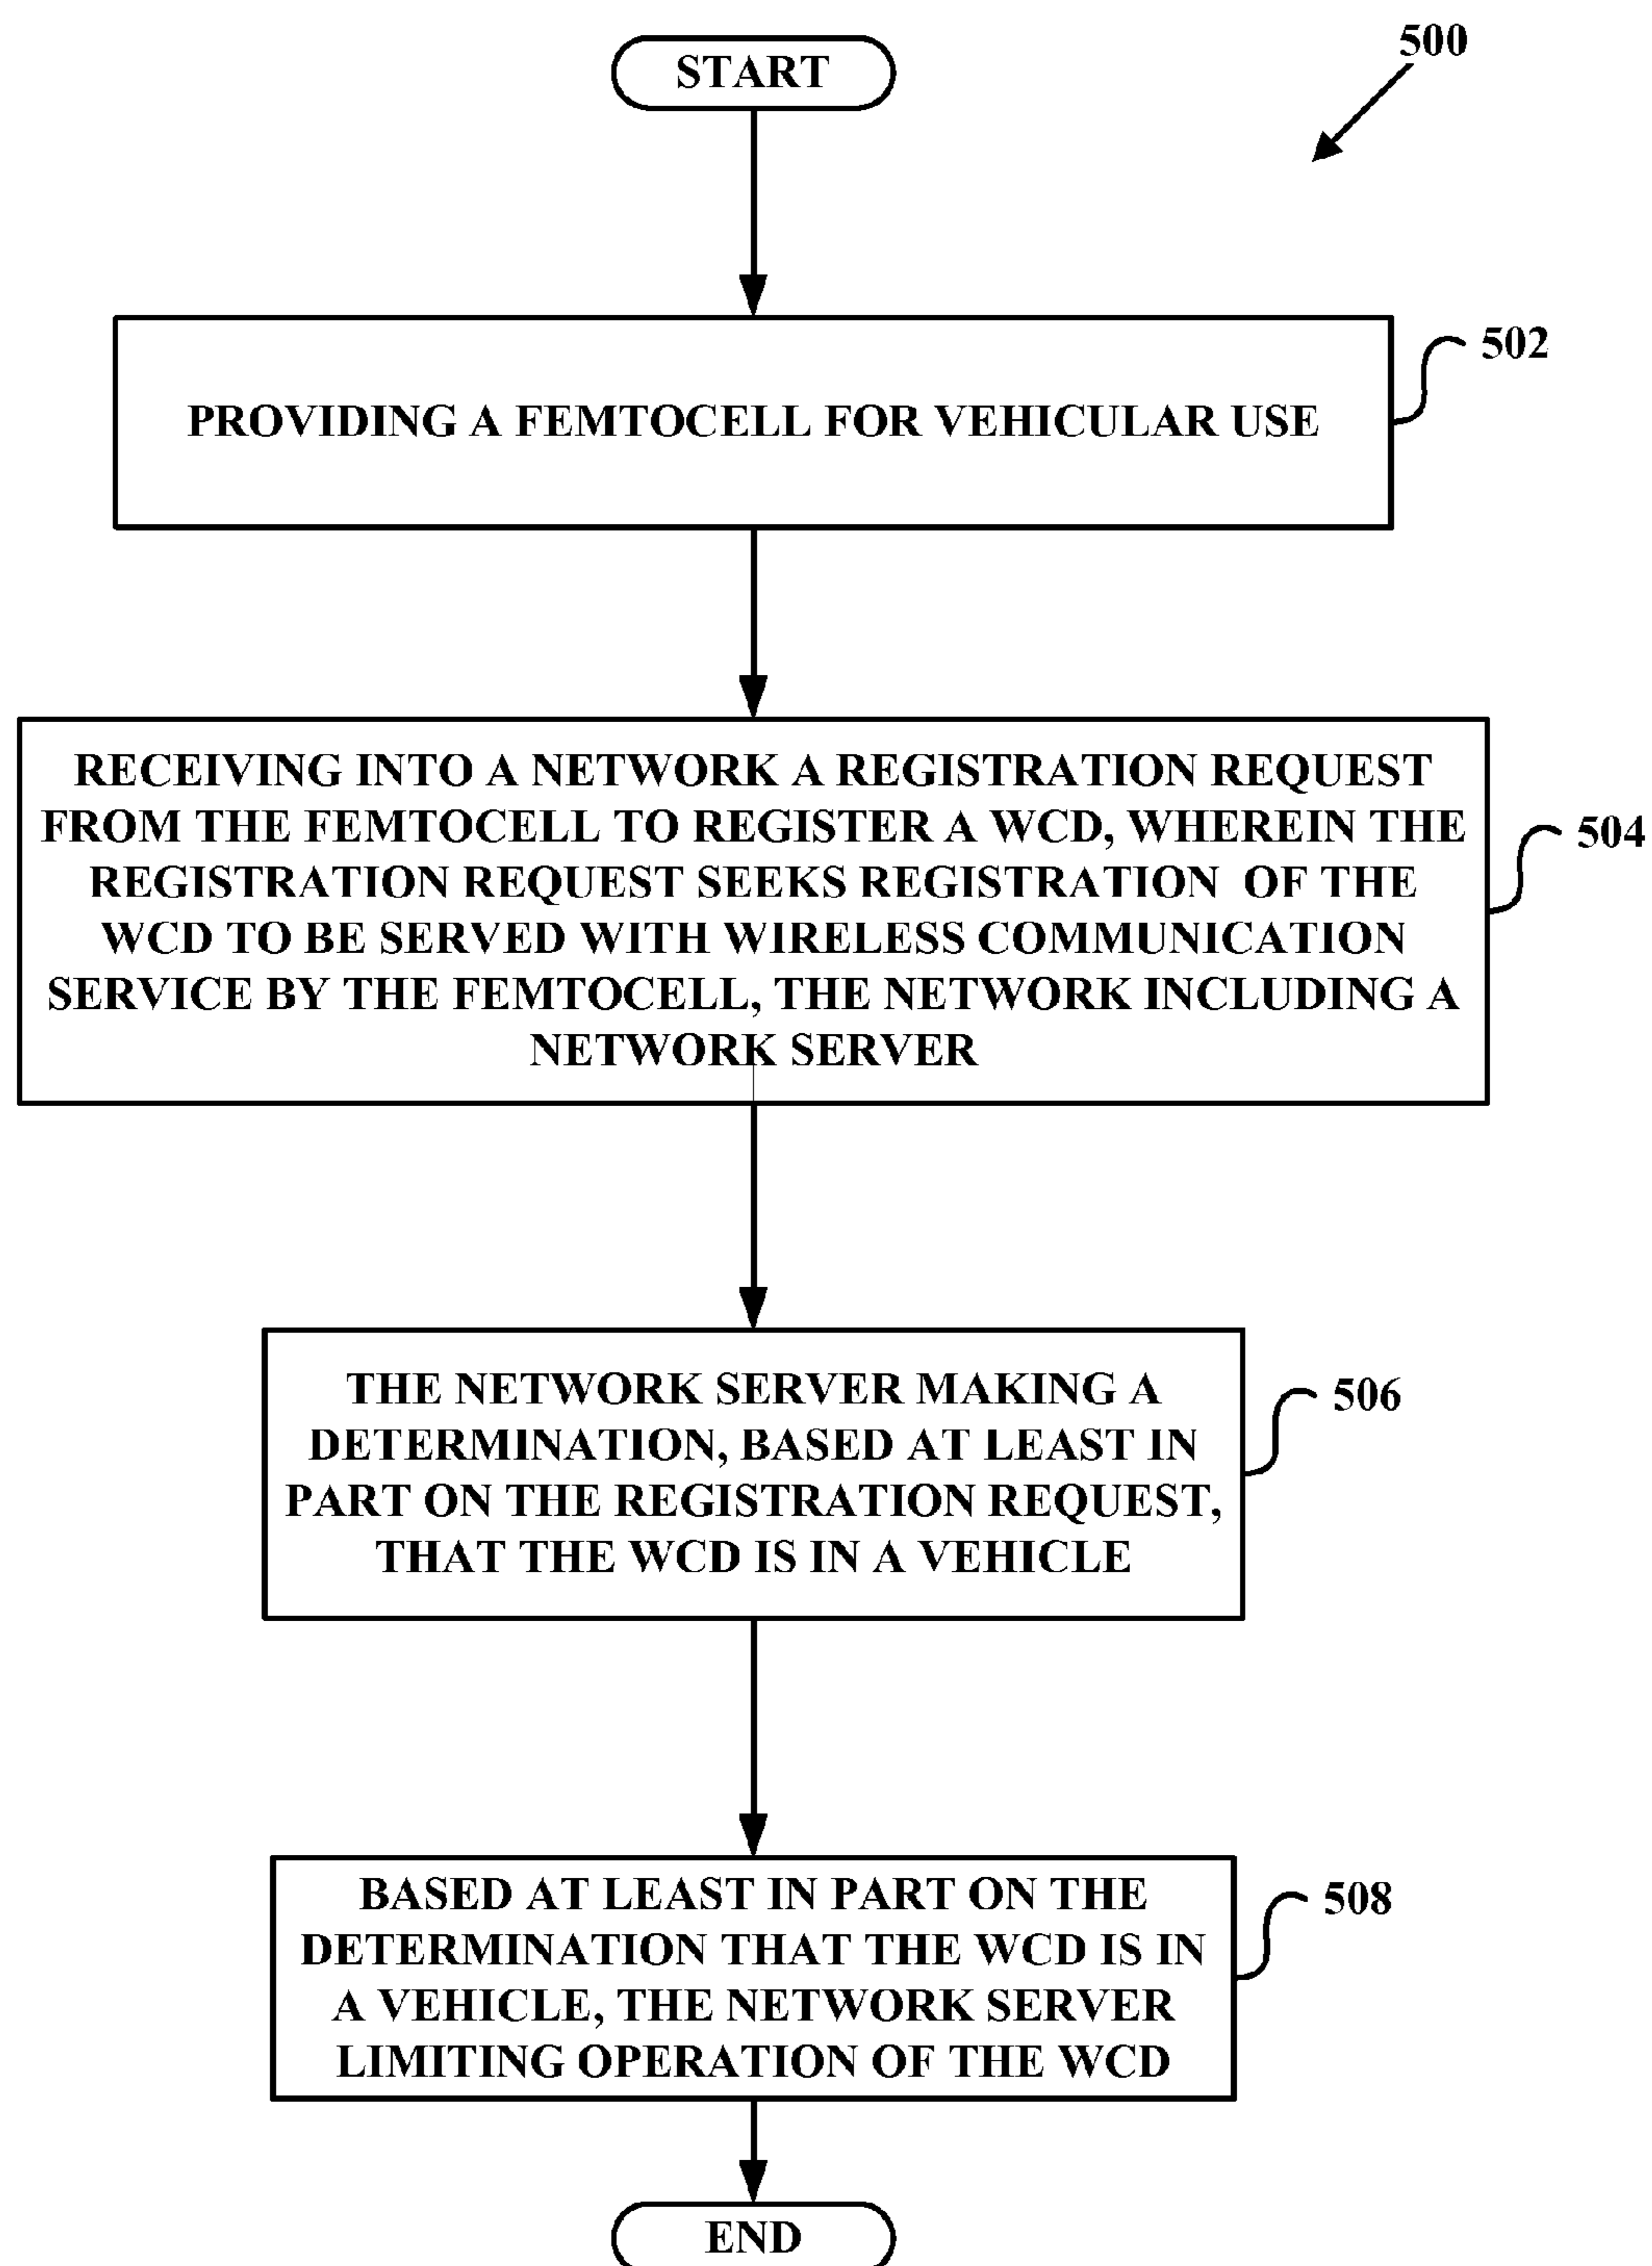 START
500
PROVIDING A FEMTOCELL FOR VEHICULAR USE
502
RECEIVING INTO A NETWORK A REGISTRATION REQUEST
FROM THE FEMTOCELL TO REGISTER A WCD, WHEREIN THE
REGISTRATION REQUEST SEEKS REGISTRATION OF THE
WCD TO BE SERVED WITH WIRELESS COMMUNICATION
SERVICE BY THE FEMTOCELL, THE NETWORK INCLUDING A
NETWORK SERVER
504
THE NETWORK SERVER MAKING A
DETERMINATION, BASED AT LEAST IN
PART ON THE REGISTRATION REQUEST,
THAT THE WCD IS IN A VEHICLE
506
BASED AT LEAST IN PART ON THE
DETERMINATION THAT THE WCD IS IN
A VEHICLE, THE NETWORK SERVER
LIMITING OPERATION OF THE WCD
508
END